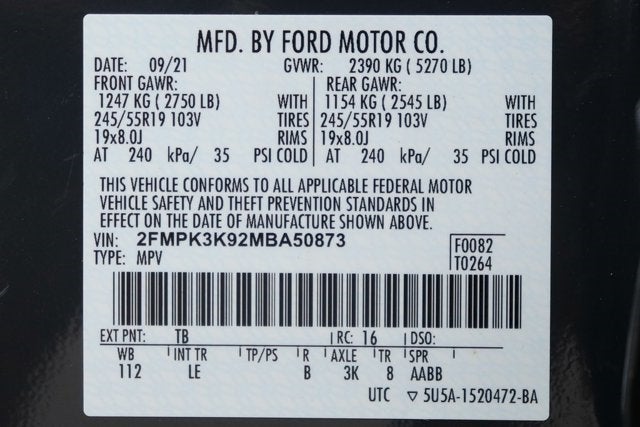 MFD. BY FORD MOTOR CO.
DATE: 09/21 GVWR: 2390 KG ( 5270 LB)
FRONT GAWR: REAR GAWR:
1247 KG ( 2750 LB) WITH 1154 KG ( 2545 LB) WITH
245/55R19 103V TIRES 245/55R19 103V TIRES
19x8.0J RIMS 19x8.0J RIMS
AT 240 kPa/ 35 PSI COLD AT 240 kPa/ 35 PSI COLD
THIS VEHICLE CONFORMS TO ALL APPLICABLE FEDERAL MOTOR
VEHICLE SAFETY AND THEFT PREVENTION STANDARDS IN
EFFECT ON THE DATE OF MANUFACTURE SHOWN ABOVE.
VIN: 2FMPK3K92MBA50873 F0082
TYPE: MPV T0264
EXT PNT: TB RC: 16 DSO:
WB INT TR TP/PS R AXLE TR SPR
112 LE B 3K 8 AABB
UTC ▽ 5U5A-1520472-BA